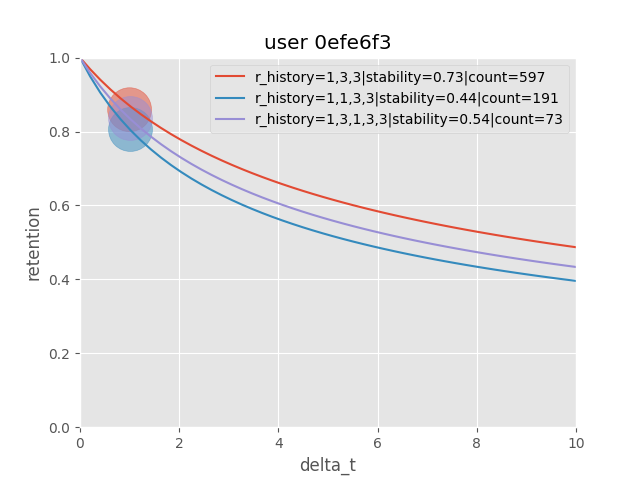 user 0efe6f3
r_history=1,3,3|stability=0.73|count=597
r_history=1,1,3,3|stability=0.44|count=191
r_history=1,3,1,3,3|stability=0.54|count=73
retention
1.0
0.8
0.6
0.4
0.2
0.0
0 2 4 6 8 10
delta_t